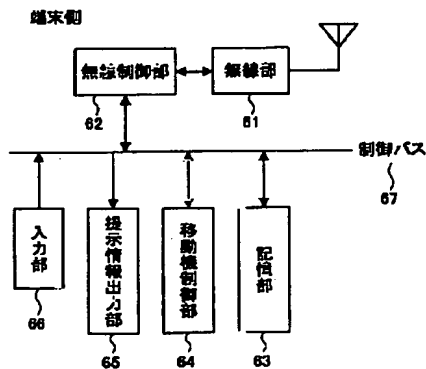 端末側
無線制御部
無線部
62
61
制御バス
67
入力部
提示情報出力部
移動機制御部
記憶部
66
65
64
63